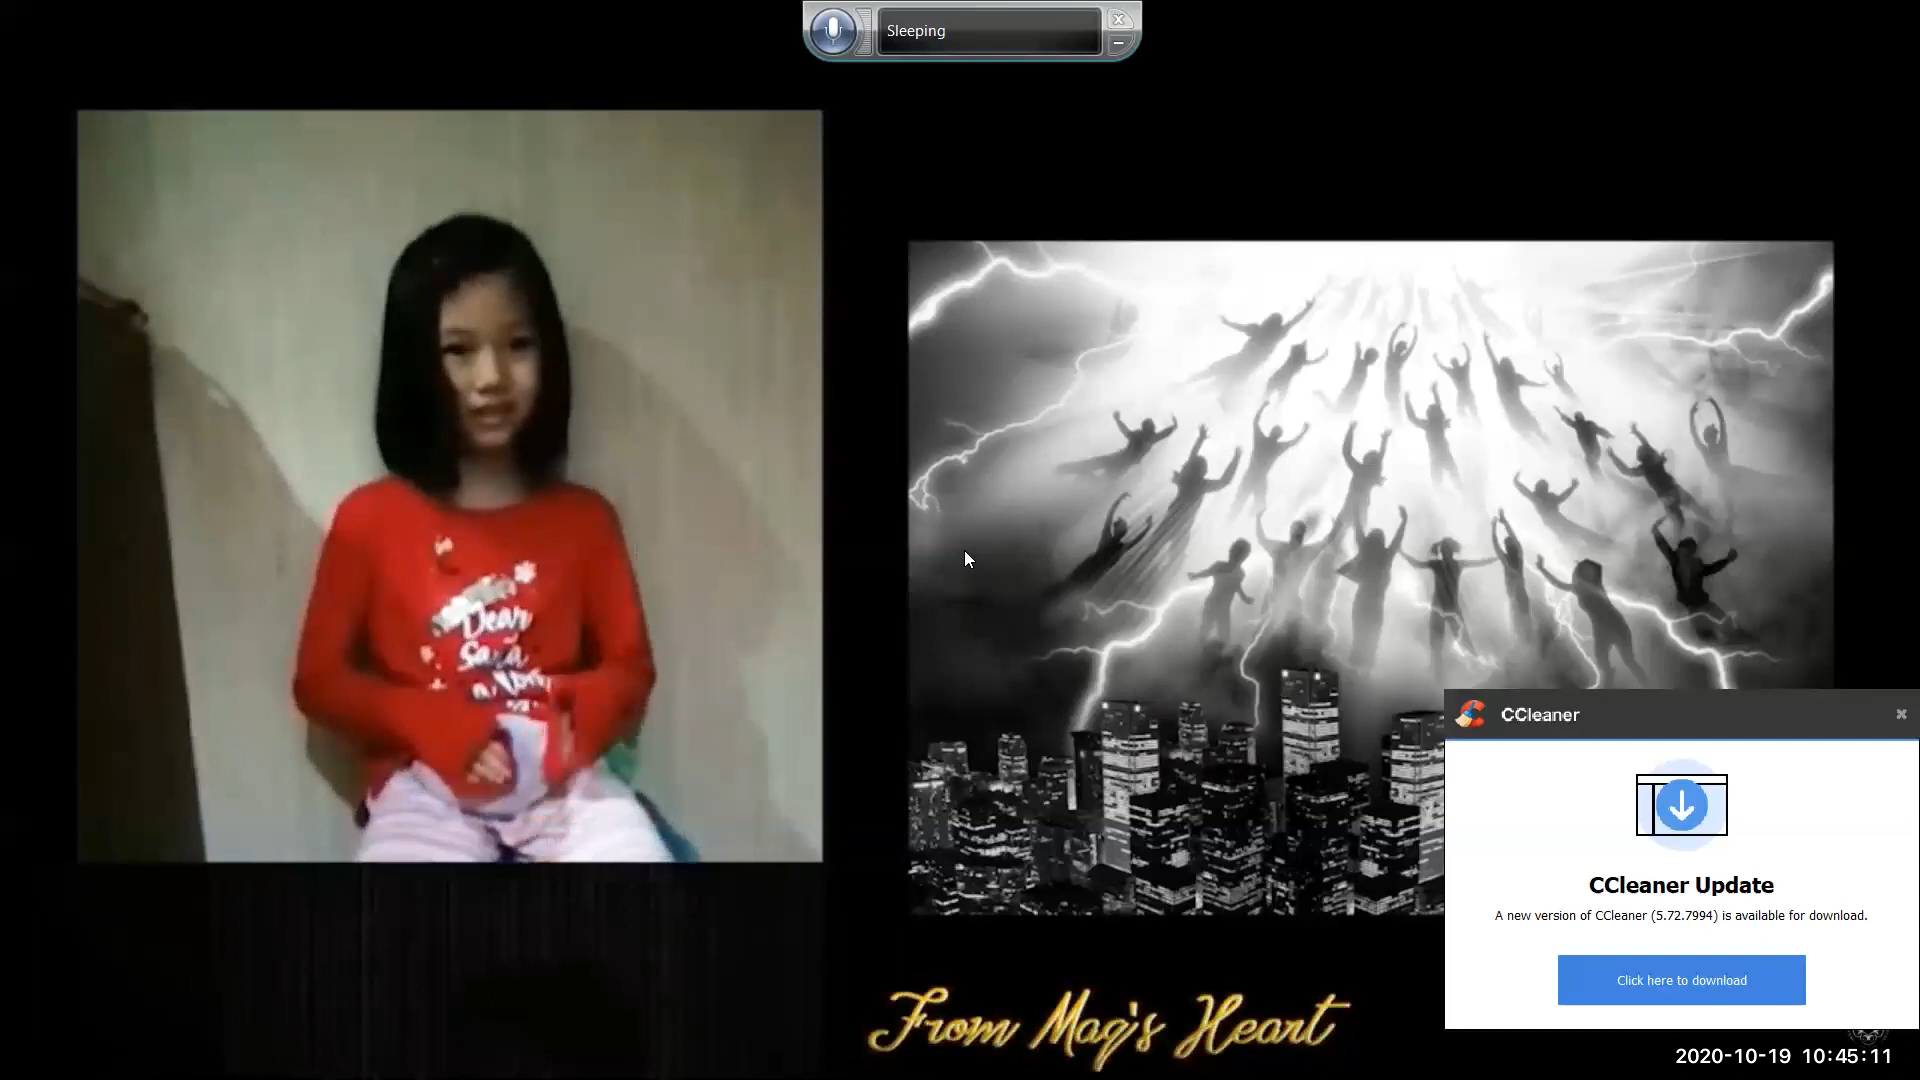 Sleeping
Dear
CCleaner
CCleaner Update
A new version of CCleaner (5.72.7994) is available for download.
Click here to download
From Mag's Heart
2020-10-19 10:45:11